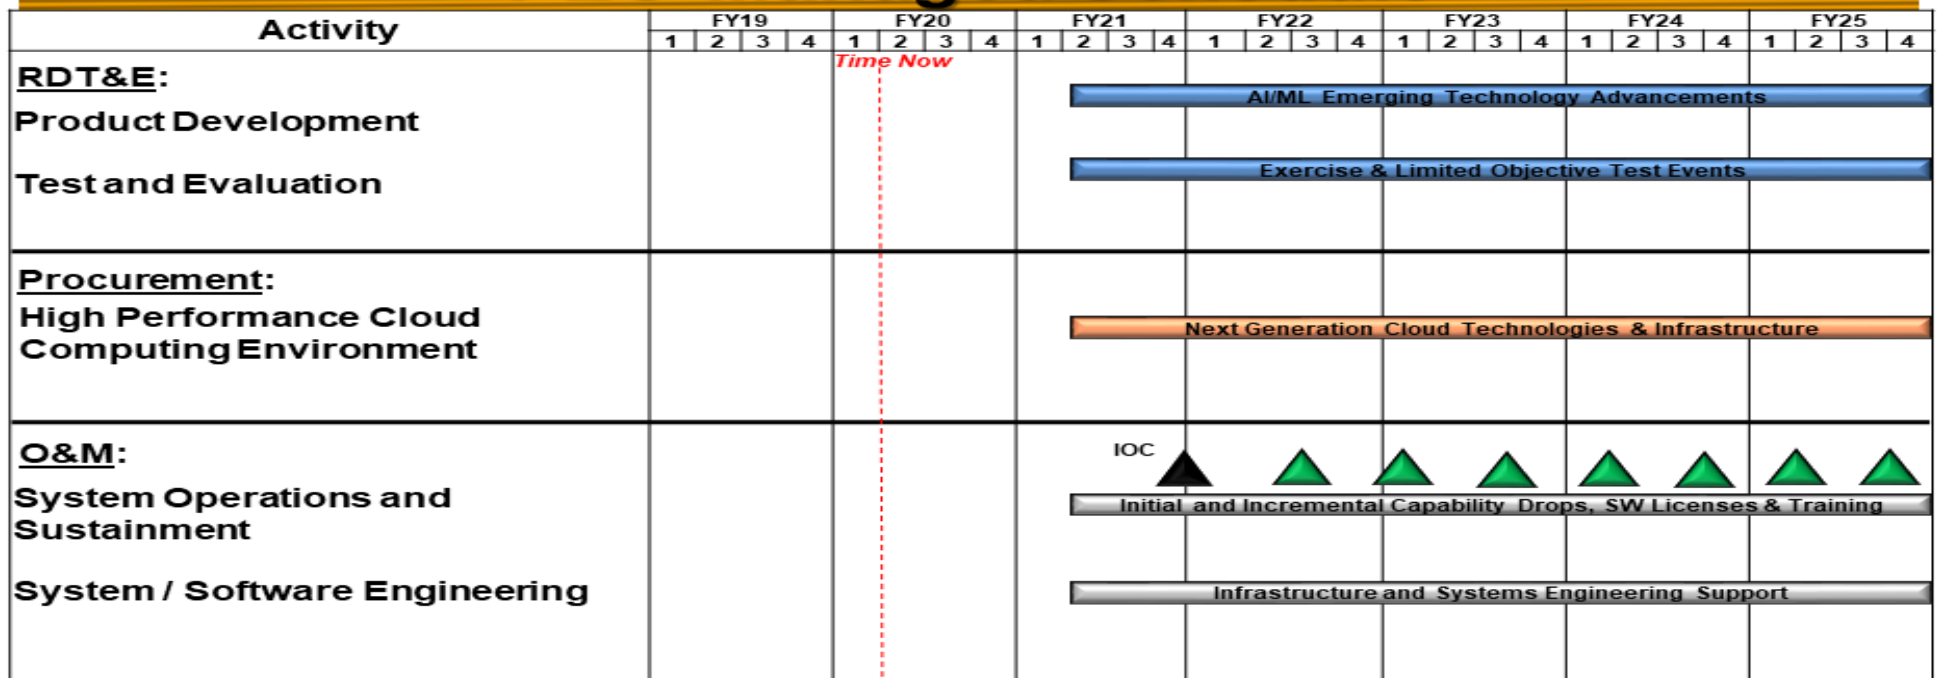 Activity
FY19 FY20 FY21 FY22 FY23 FY24 FY25
1 2 3 4 1 2 3 4 1 2 3 4 1 2 3 4 1 2 3 4 1 2 3 4 1 2 3 4
Time Now
RDT&E:
AI/ML Emerging Technology Advancements
Product Development
Exercise & Limited Objective Test Events
Test and Evaluation
Procurement:
High Performance Cloud
Next Generation Cloud Technologies & Infrastructure
Computing Environment
O&M:
IOC
System Operations and
Initial and Incremental Capability Drops, SW Licenses & Training
Sustainment
System / Software Engineering
Infrastructure and Systems Engineering Support